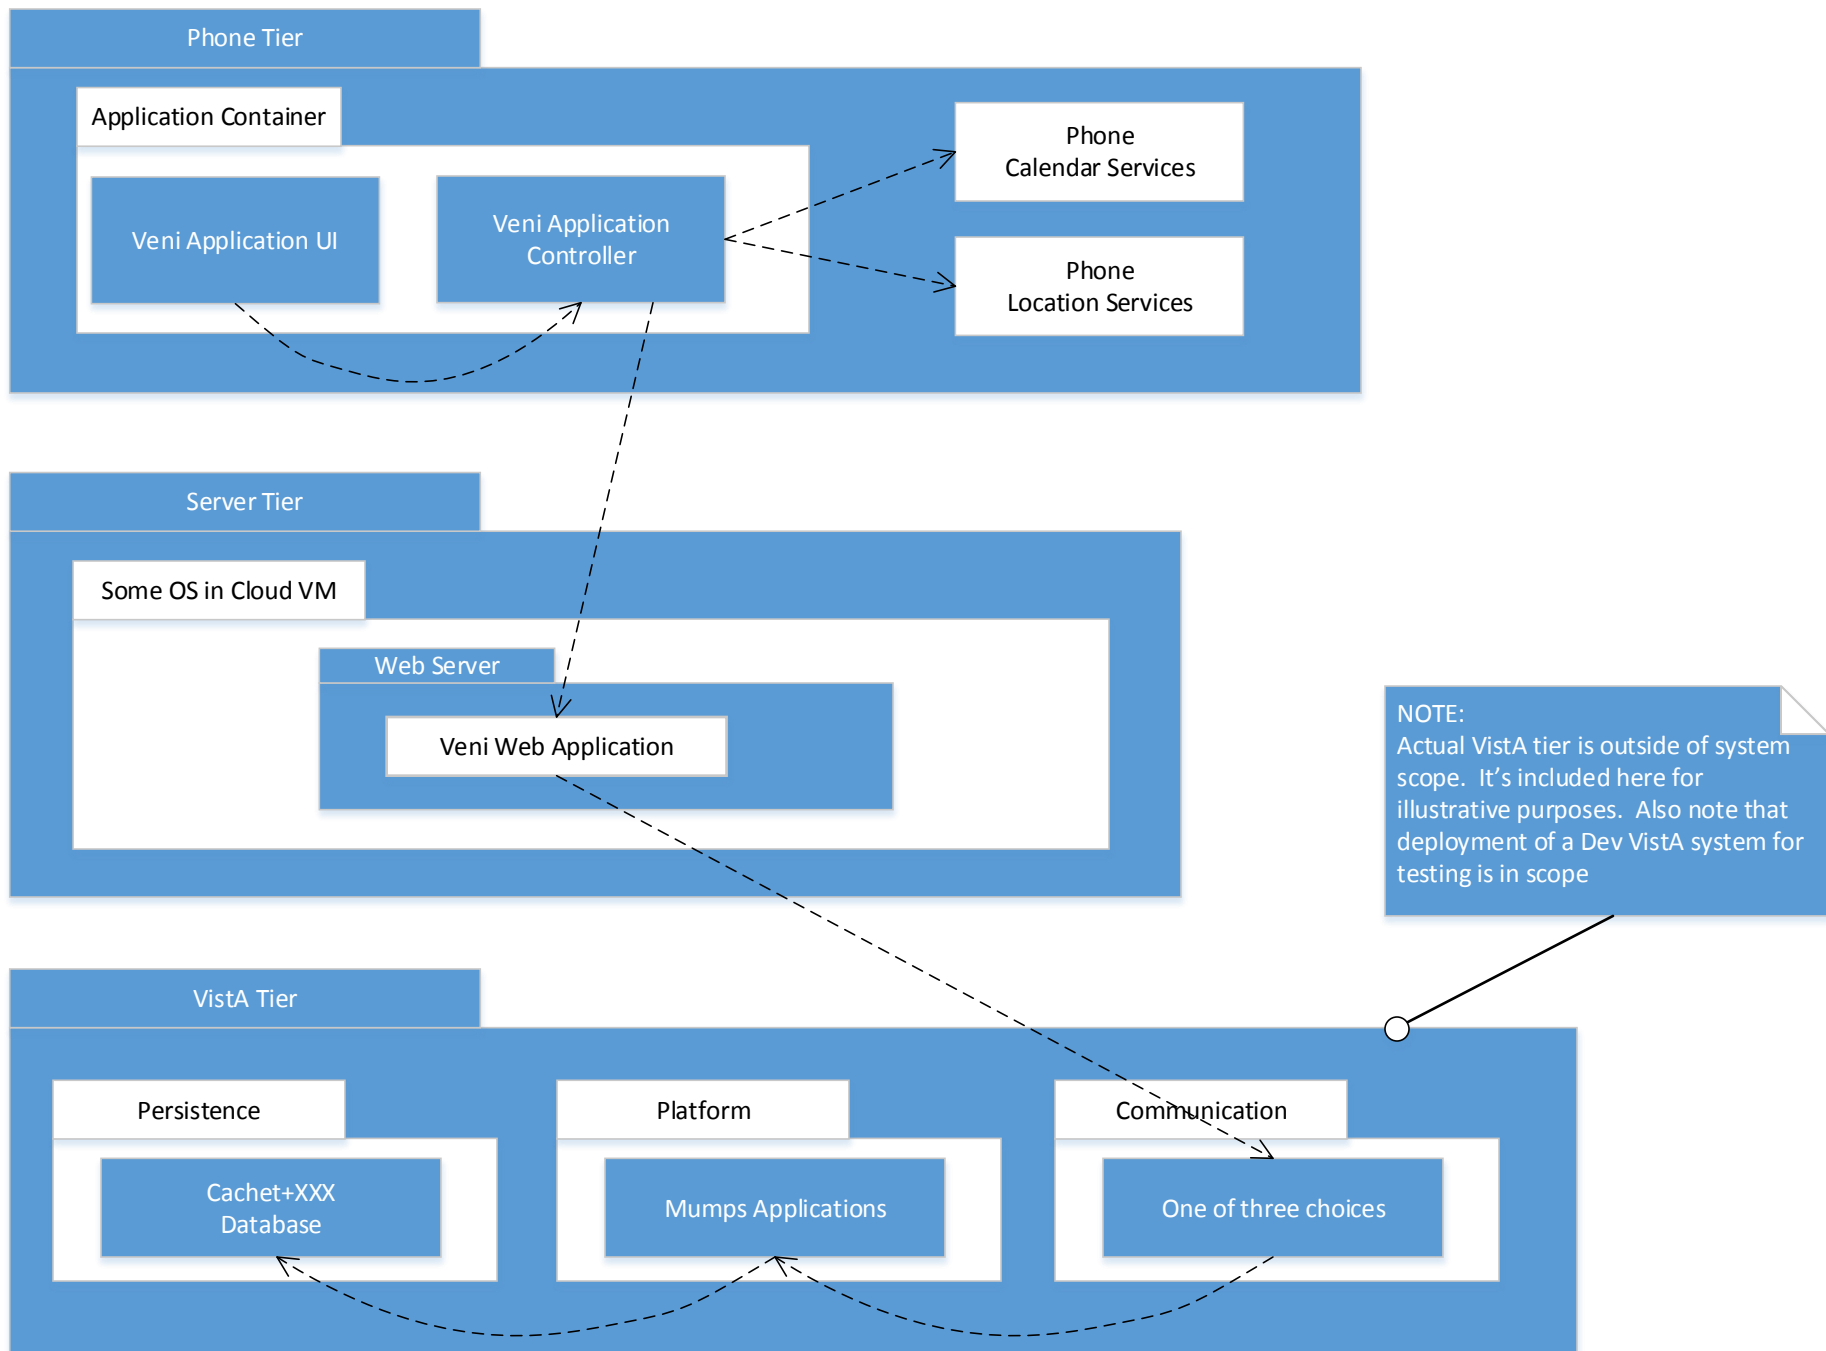 Phone Tier
Application Container
Veni Application UI
Veni Application
Controller
Phone
Calendar Services
Phone
Location Services
Server Tier
Some OS in Cloud VM
Web Server
Veni Web Application
NOTE:
Actual VistA tier is outside of system
scope.  It’s included here for
illustrative purposes.  Also note that
deployment of a Dev VistA system for
testing is in scope
VistA Tier
Persistence
Cachet+XXX
Database
Platform
Mumps Applications
Communication
One of three choices